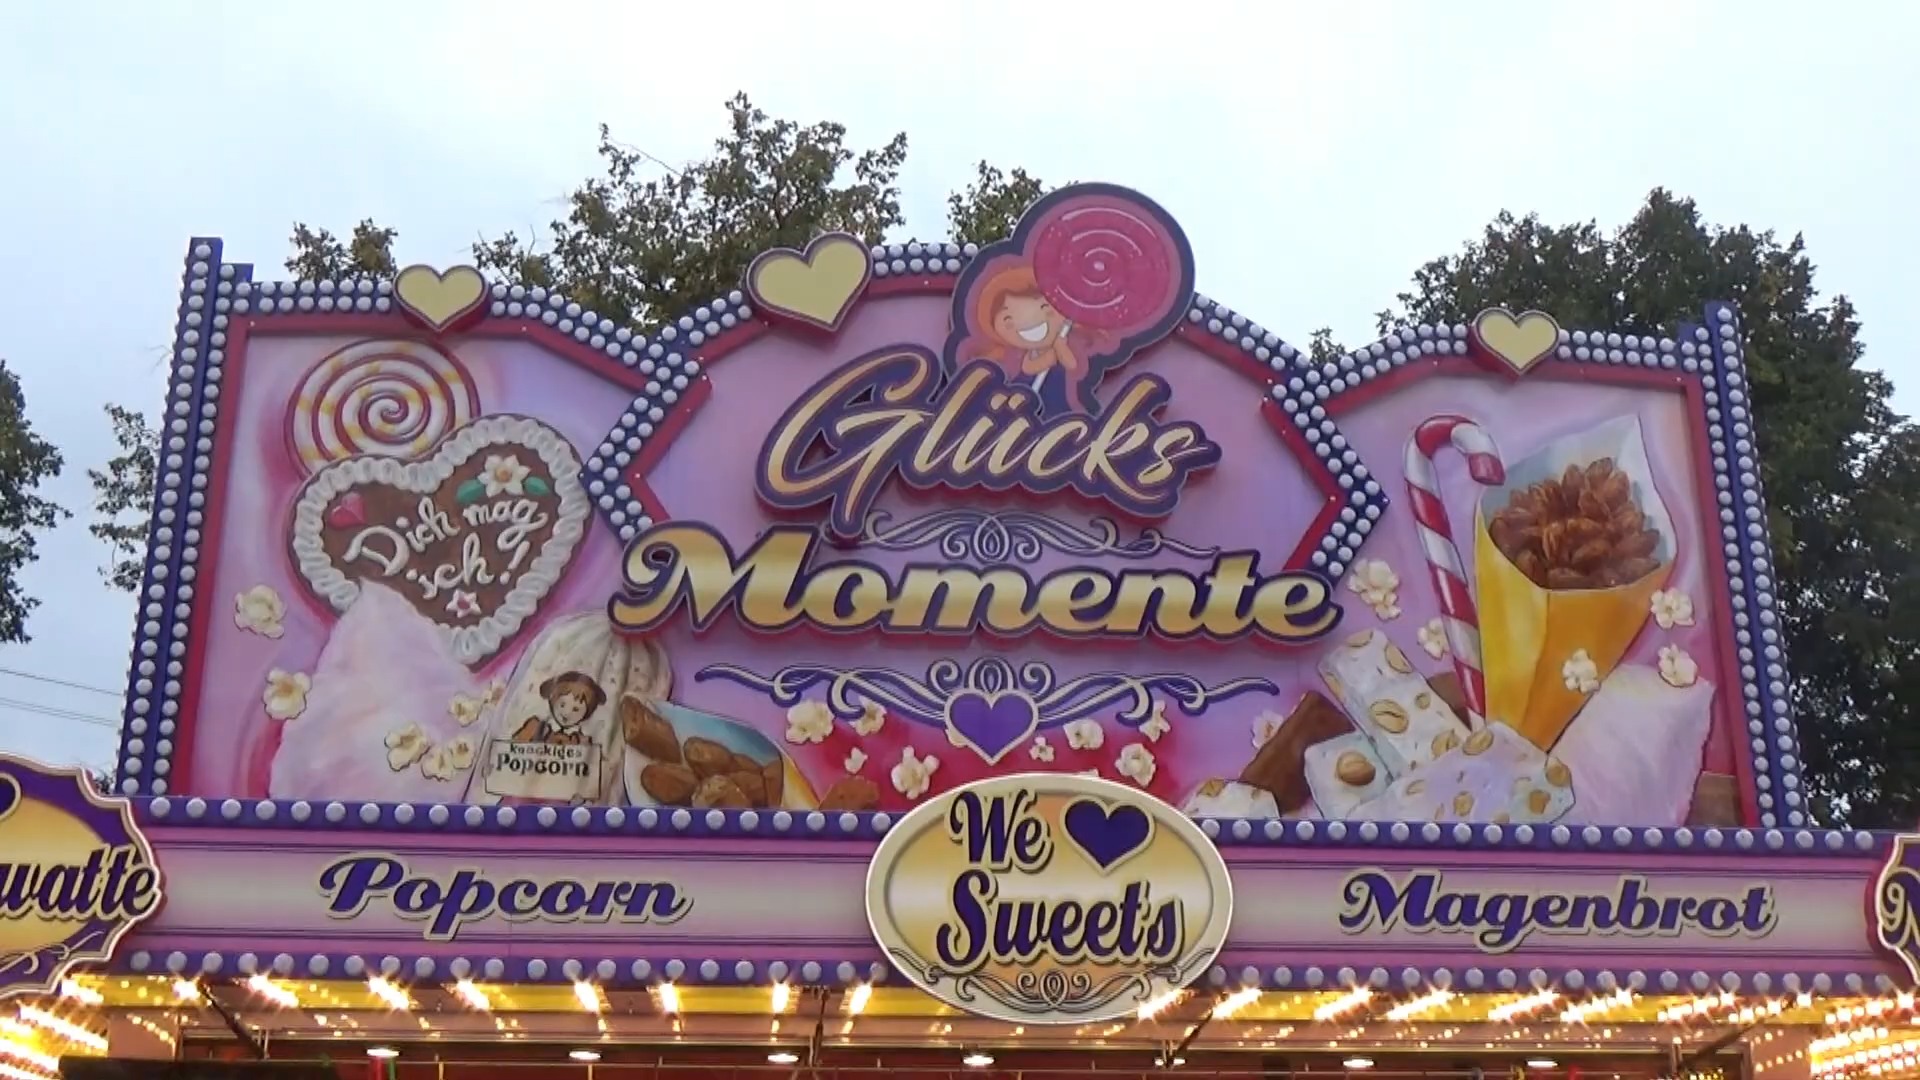 Glücks
Momente
Dich mag
ich!
knackiges
Popcorn
We
Sweets
watte
Popcorn
Magenbrot